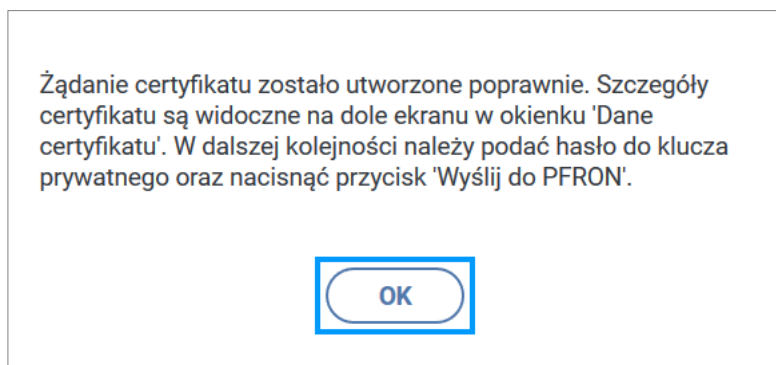 Żądanie certyfikatu zostało utworzone poprawnie. Szczegóły
certyfikatu są widoczne na dole ekranu w okienku 'Dane
certyfikatu'. W dalszej kolejności należy podać hasło do klucza
prywatnego oraz nacisnąć przycisk 'Wyślij do PFRON'.
OK